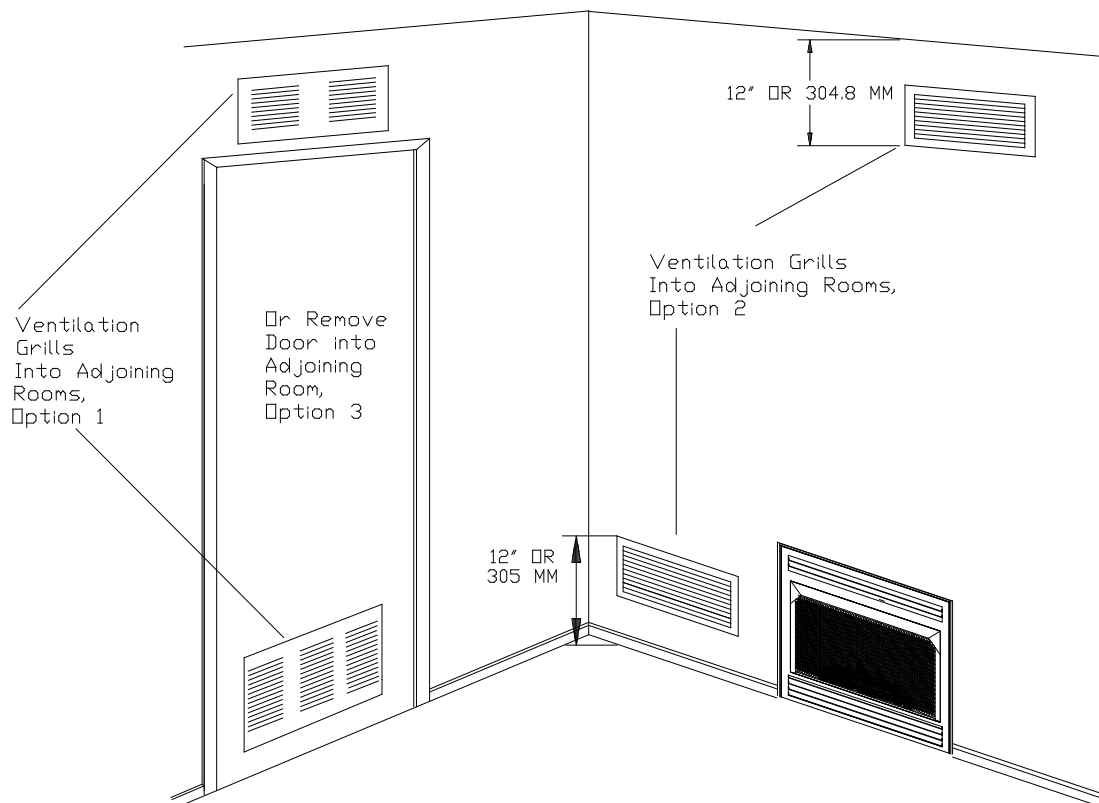 12" OR 304.8 MM
Ventilation Grills
Into Adjoining Rooms,
Option 2
Ventilation
Grills
Into Adjoining
Rooms,
Option 1
Or Remove
Door into
Adjoining
Room,
Option 3
12" OR
305 MM